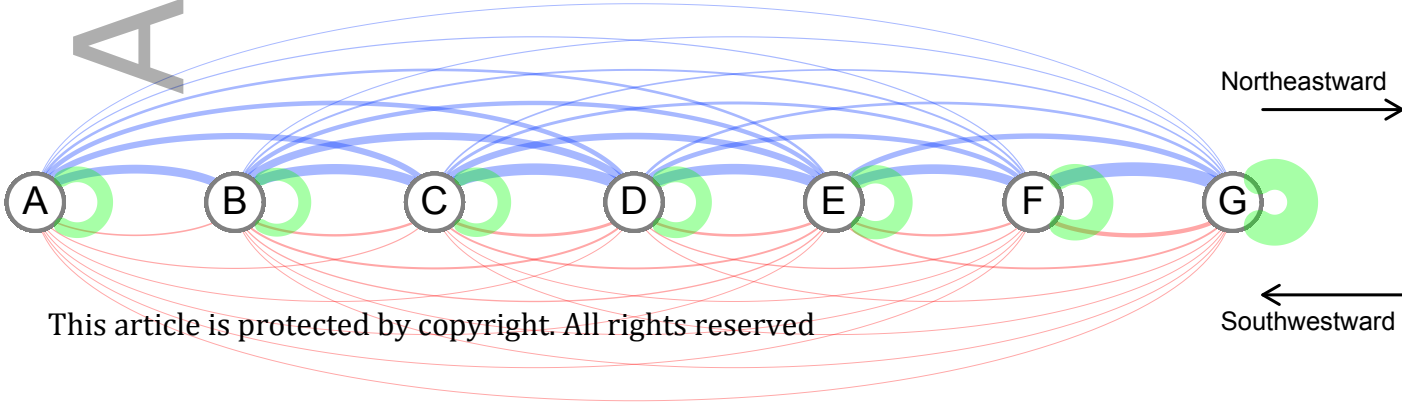 A
Northeastward
A B C D E F G
This article is protected by copyright. All rights reserved
Southwestward